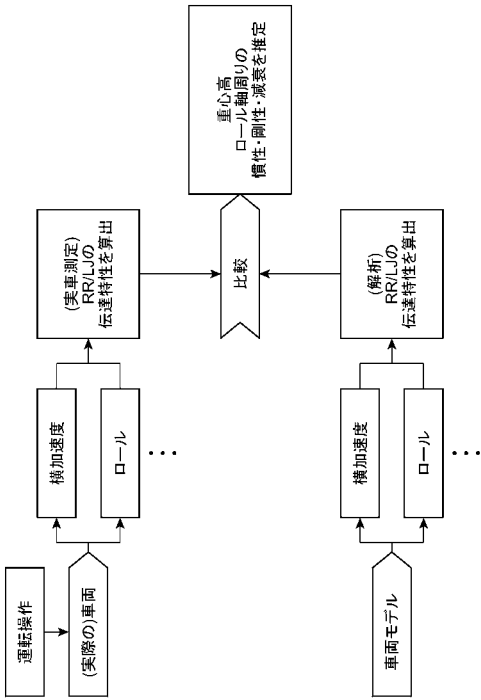 運転操作
(実際の)車両
横加速度
ロール
・・・
(実車測定)
RR/LJの
伝達特性を算出
比較
重心高
ロール軸周りの
慣性・剛性・減衰を推定
車両モデル
横加速度
ロール
・・・
(解析)
RR/LJの
伝達特性を算出